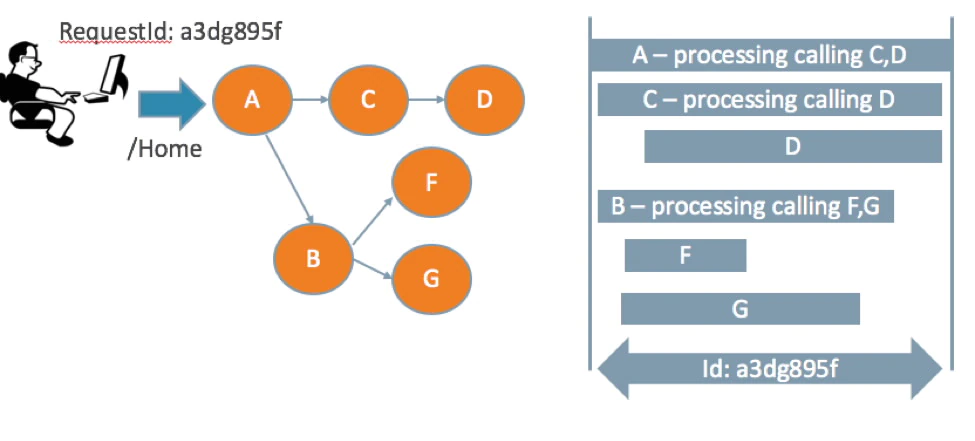 RequestId: a3dg895f
/Home
A
C
D
B
F
G
A – processing calling C,D
C – processing calling D
D
B – processing calling F,G
F
G
Id: a3dg895f